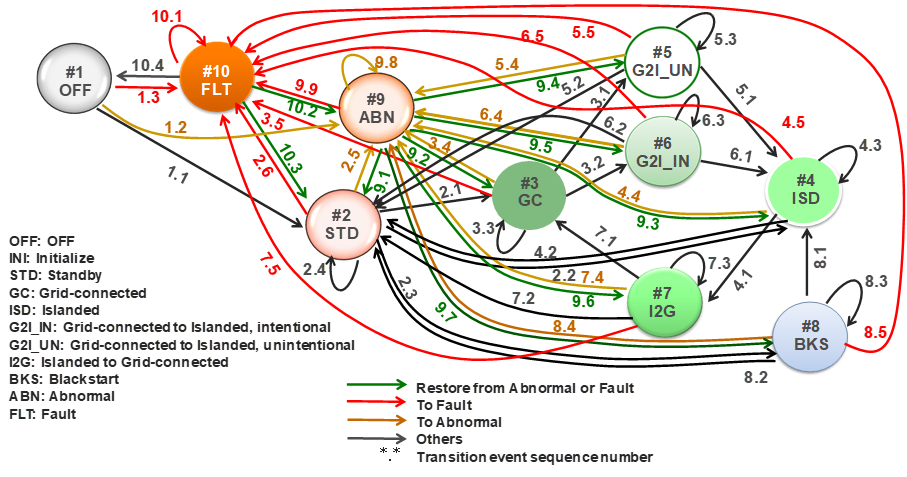 10.1
6.5
5.5
#5
G2I_UN
5.3
#1
OFF
10.4
1.3
#10
FLT
9.8
5.4
9.4
5.2
3.1
5.1
4.5
#9
ABN
9.9
10.2
3.5
1.2
6.4
9.5
6.2
#6
G2I_IN
6.3
6.1
4.3
10.3
2.6
2.5
9.1
9.2
3.4
3.2
#4
ISD
1.1
2.1
#3
GC
4.4
9.3
#2
STD
3.3
7.1
4.2
2.4
7.5
2.3
2.2
7.4
7.2
9.6
7.3
#7
I2G
4.1
8.1
8.3
9.7
8.4
#8
BKS
8.5
8.2
OFF: OFF
INI: Initialize
STD: Standby
GC: Grid-connected
ISD: Islanded
G2I_IN: Grid-connected to Islanded, intentional
G2I_UN: Grid-connected to Islanded, unintentional
I2G: Islanded to Grid-connected
BKS: Blackstart
ABN: Abnormal
FLT: Fault
Restore from Abnormal or Fault
To Fault
To Abnormal
Others
*.* Transition event sequence number